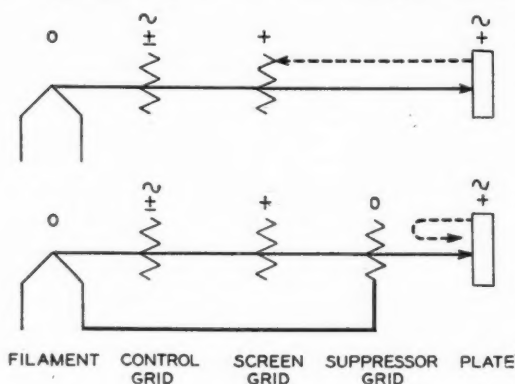 0 ∿± + ∿+
0 ∿± + 0 ∿+
FILAMENT CONTROL GRID SCREEN GRID SUPPRESSOR GRID PLATE